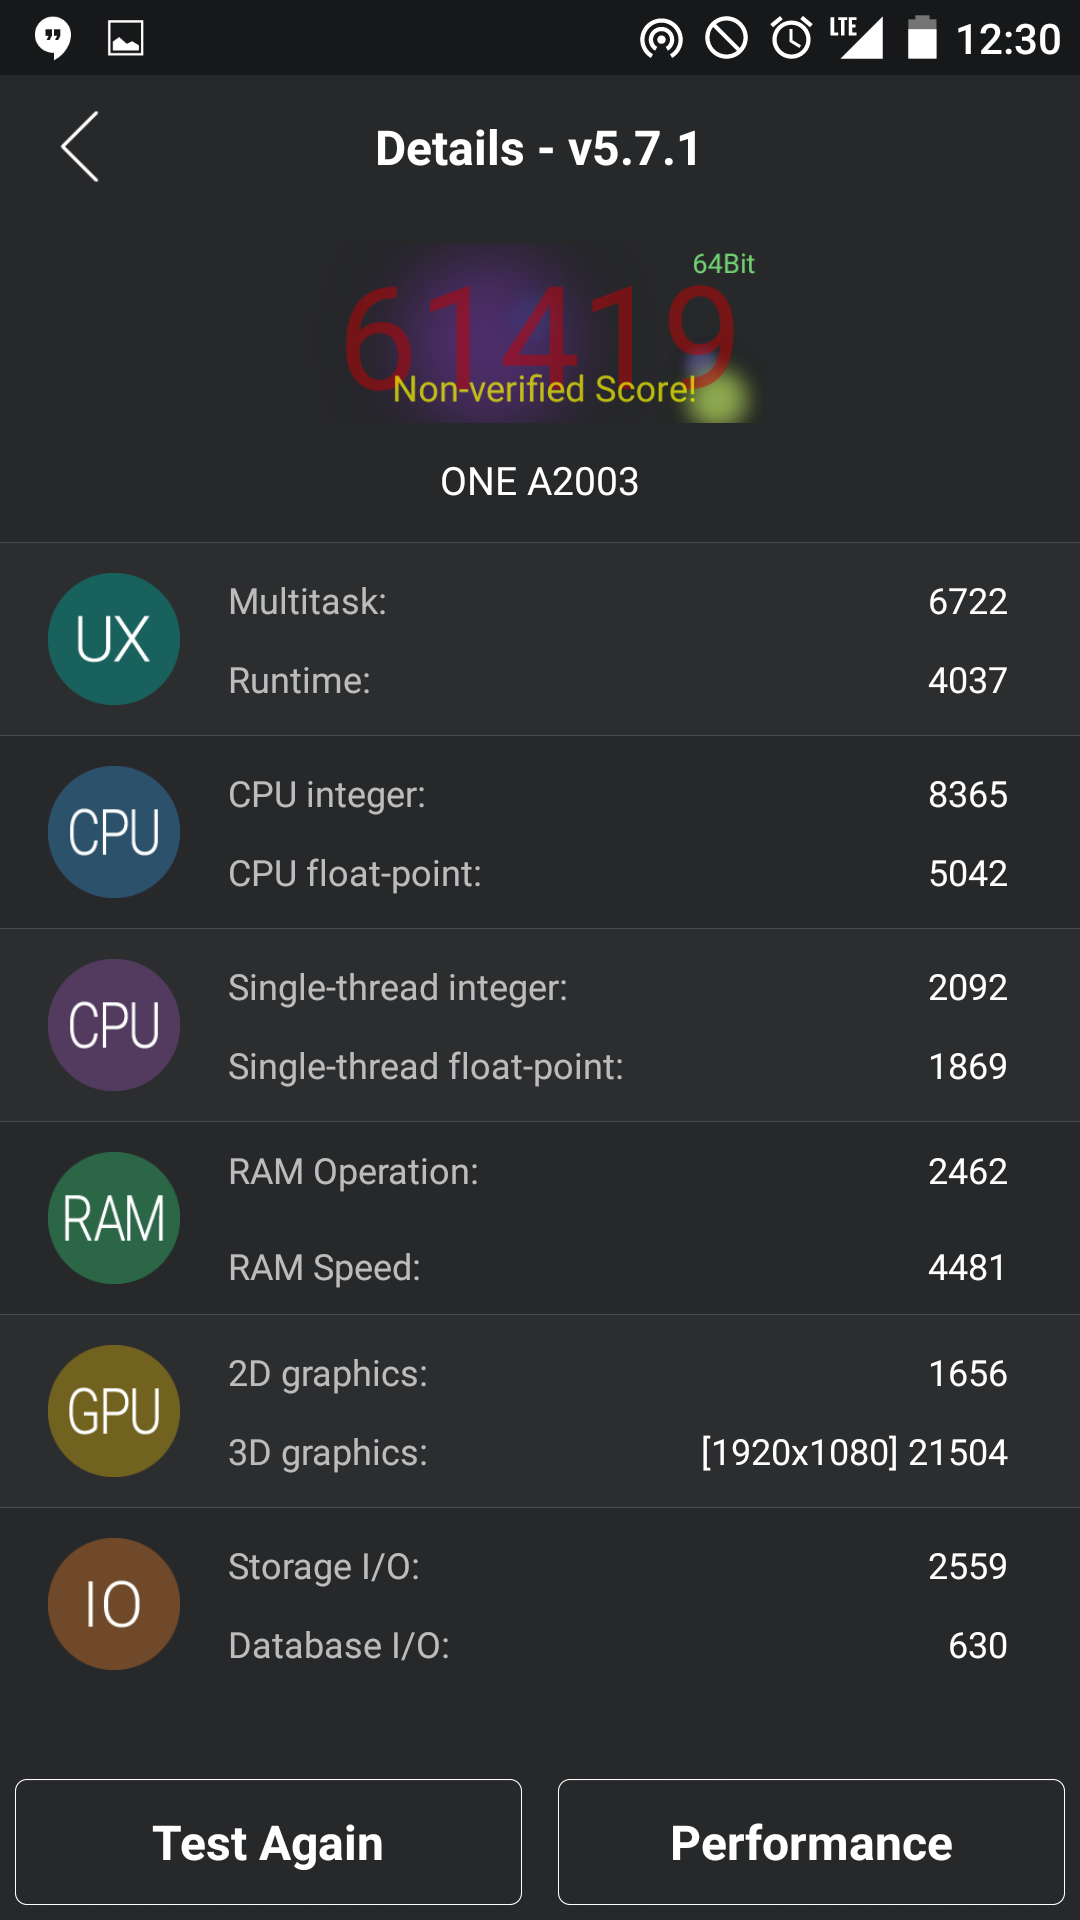 LTE 12:30
Details - v5.7.1
64Bit
61419
Non-verified Score!
ONE A2003
UX
Multitask: 6722
Runtime: 4037
CPU
CPU integer: 8365
CPU float-point: 5042
CPU
Single-thread integer: 2092
Single-thread float-point: 1869
RAM
RAM Operation: 2462
RAM Speed: 4481
GPU
2D graphics: 1656
3D graphics: [1920x1080] 21504
IO
Storage I/O: 2559
Database I/O: 630
Test Again Performance